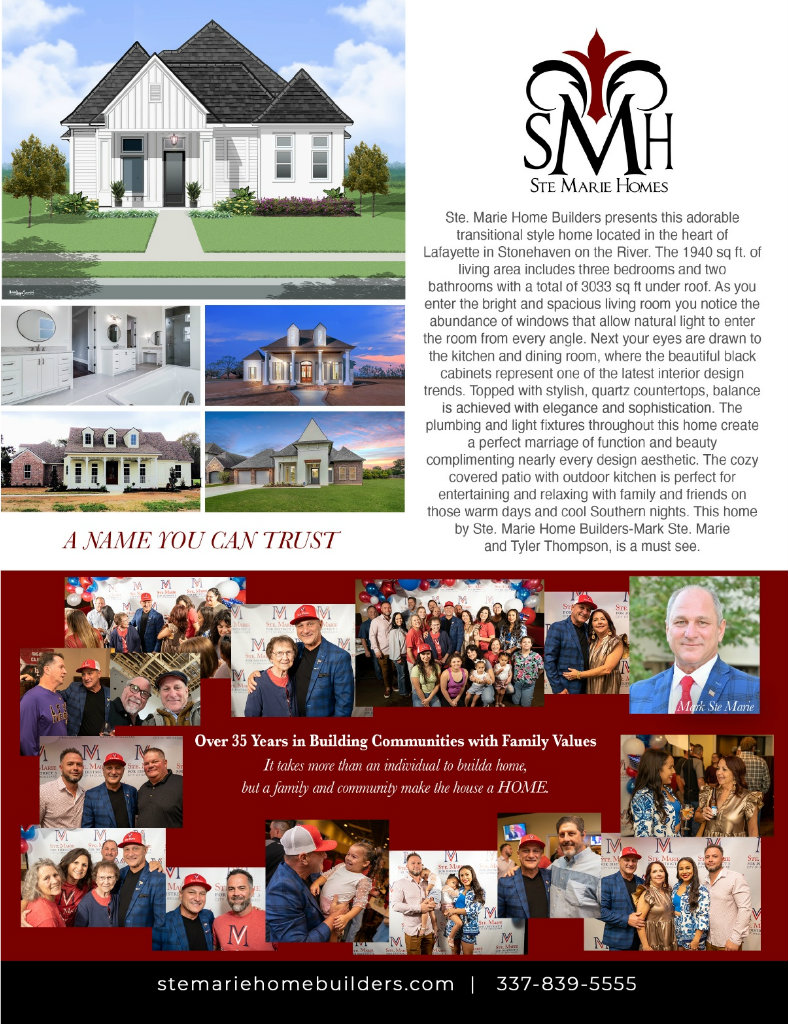 SMH
STE MARIE HOMES
Ste. Marie Home Builders presents this adorable
transitional style home located in the heart of
Lafayette in Stonehaven on the River. The 1940 sq ft. of
living area includes three bedrooms and two
bathrooms with a total of 3033 sq ft under roof. As you
enter the bright and spacious living room you notice the
abundance of windows that allow natural light to enter
the room from every angle. Next your eyes are drawn to
the kitchen and dining room, where the beautiful black
cabinets represent one of the latest interior design
trends. Topped with stylish, quartz countertops, balance
is achieved with elegance and sophistication. The
plumbing and light fixtures throughout this home create
a perfect marriage of function and beauty
complimenting nearly every design aesthetic. The cozy
covered patio with outdoor kitchen is perfect for
entertaining and relaxing with family and friends on
those warm days and cool Southern nights. This home
by Ste. Marie Home Builders-Mark Ste. Marie
and Tyler Thompson, is a must see.
A NAME YOU CAN TRUST
Mark Ste Marie
Over 35 Years in Building Communities with Family Values
It takes more than an individual to builda home,
but a family and community make the house a HOME.
stemariehomebuilders.com | 337-839-5555